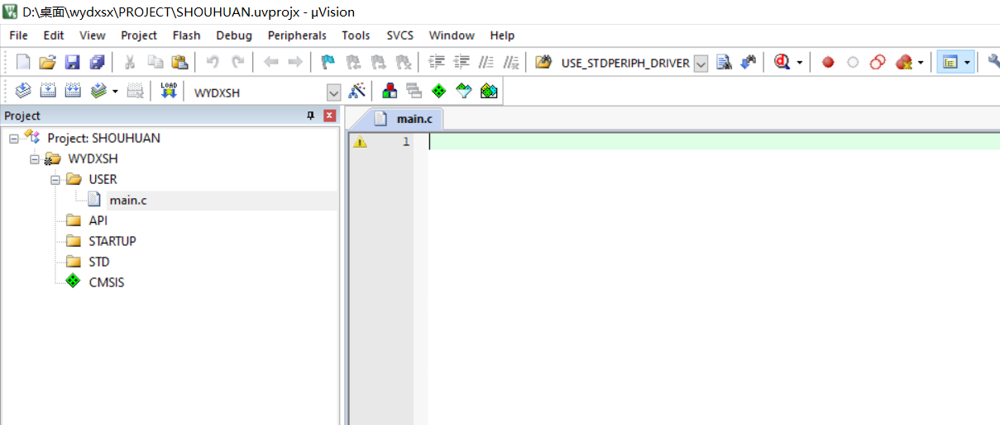 D:\桌面\wydxsx\PROJECT\SHOUHUAN.uvprojx - µVision
File Edit View Project Flash Debug Peripherals Tools SVCS Window Help
USE_STDPERIPH_DRIVER
LOAD
WYDXSH
Project
main.c
Project: SHOUHUAN
1
WYDXSH
USER
main.c
API
STARTUP
STD
CMSIS